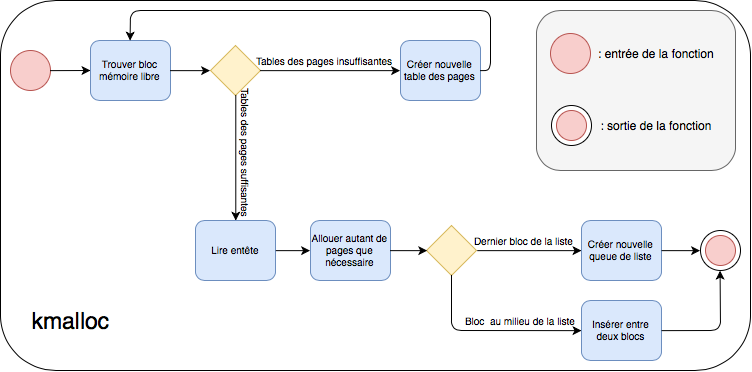 Trouver bloc
mémoire libre
Tables des pages insuffisantes
Créer nouvelle
table des pages
: entrée de la fonction
: sortie de la fonction
Tables des pages suffisantes
Lire entête
Allouer autant de
pages que
nécessaire
Dernier bloc de la liste
Créer nouvelle
queue de liste
Bloc au milieu de la liste
Insérer entre
deux blocs
kmalloc